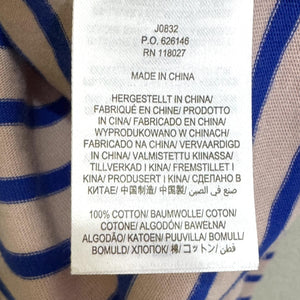 J0832
P.O. 626146
RN 118027
MADE IN CHINA
HERGESTELLT IN CHINA/
FABRIQUÉ EN CHINE/ PRODOTTO
IN CINA/ FABRICADO EN CHINA/
WYPRODUKOWANO W CHINACH/
FABRICADO NA CHINA/ VERVAARDIGD
IN CHINA/ VALMISTETTU KIINASSA/
TILLVERKAD I KINA/ FREMSTILLET I
KINA/ PRODUSERT I KINA/ СДЕЛАНО В
КИТАЕ/ 中国制造/ 中国製/ صنع في الصين
100% COTTON/ BAUMWOLLE/ COTON/
COTONE/ ALGODÓN/ BAWEŁNA/
ALGODÃO/ KATOEN/ PUUVILLA/ BOMULL/
BOMULD/ ХЛОПОК/ 棉/ コットン/ قطن